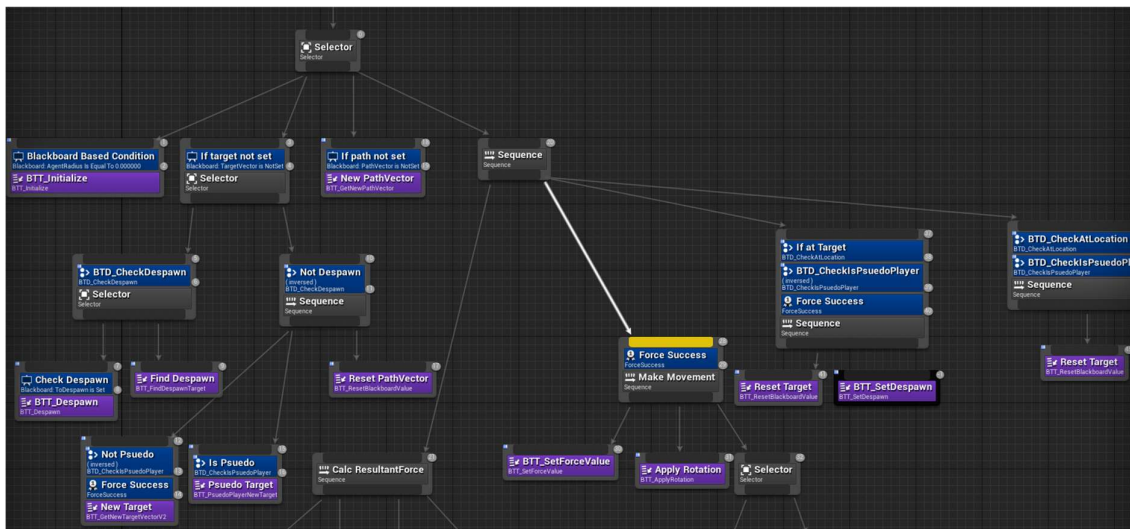 Selector
Selector
Blackboard Based Condition
Blackboard: AgentRadius Is Equal To 0.000000
BTT_Initialize
BTT_Initialize
If target not set
Blackboard: TargetVector is NotSet
Selector
Selector
If path not set
Blackboard: PathVector is NotSet
New PathVector
BTT_GetNewPathVector
Sequence
Sequence
If at Target
BTD_CheckAtLocation
BTD_CheckIsPsuedoPlayer
( inversed )
BTD_CheckIsPsuedoPlayer
Force Success
ForceSuccess
Sequence
Sequence
BTD_CheckAtLocation
BTD_CheckAtLocation
BTD_CheckIsPsuedoPl
BTD_CheckIsPsuedoPlayer
Sequence
Sequence
BTD_CheckDespawn
BTD_CheckDespawn
Selector
Selector
Not Despawn
( inversed )
BTD_CheckDespawn
Sequence
Sequence
Force Success
ForceSuccess
Make Movement
Sequence
Check Despawn
Blackboard: ToDespawn is Set
BTT_Despawn
BTT_Despawn
Find Despawn
BTT_FindDespawnTarget
Reset PathVector
BTT_ResetBlackboardValue
Reset Target
BTT_ResetBlackboardValue
BTT_SetDespawn
BTT_SetDespawn
Reset Target
BTT_ResetBlackboardValue
Not Psuedo
( inversed )
BTD_CheckIsPsuedoPlayer
Force Success
ForceSuccess
New Target
BTT_GetNewTargetVectorV2
Is Psuedo
BTD_CheckIsPsuedoPlayer
Psuedo Target
BTT_PsuedoPlayerNewTarget
Calc ResultantForce
Sequence
BTT_SetForceValue
BTT_SetForceValue
Apply Rotation
BTT_ApplyRotation
Selector
Selector